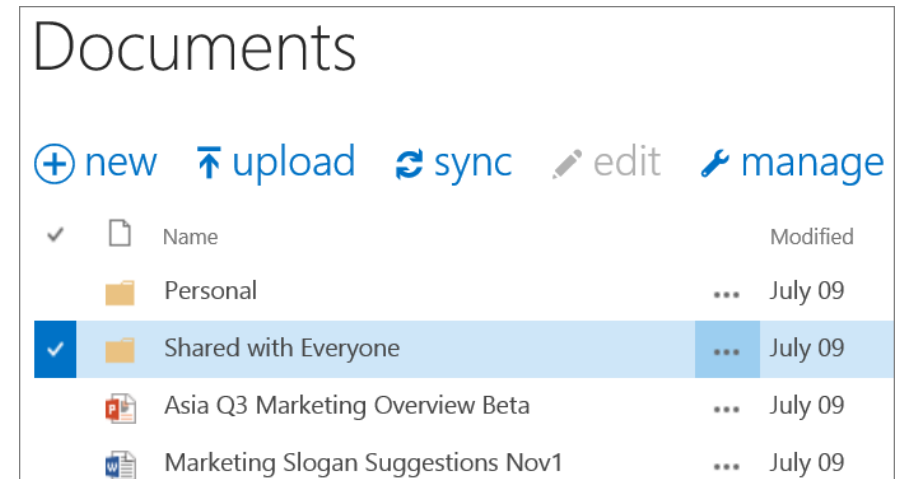 Documents
new upload sync edit manage
Name Modified
Personal ... July 09
Shared with Everyone ... July 09
Asia Q3 Marketing Overview Beta ... July 09
Marketing Slogan Suggestions Nov1 ... July 09